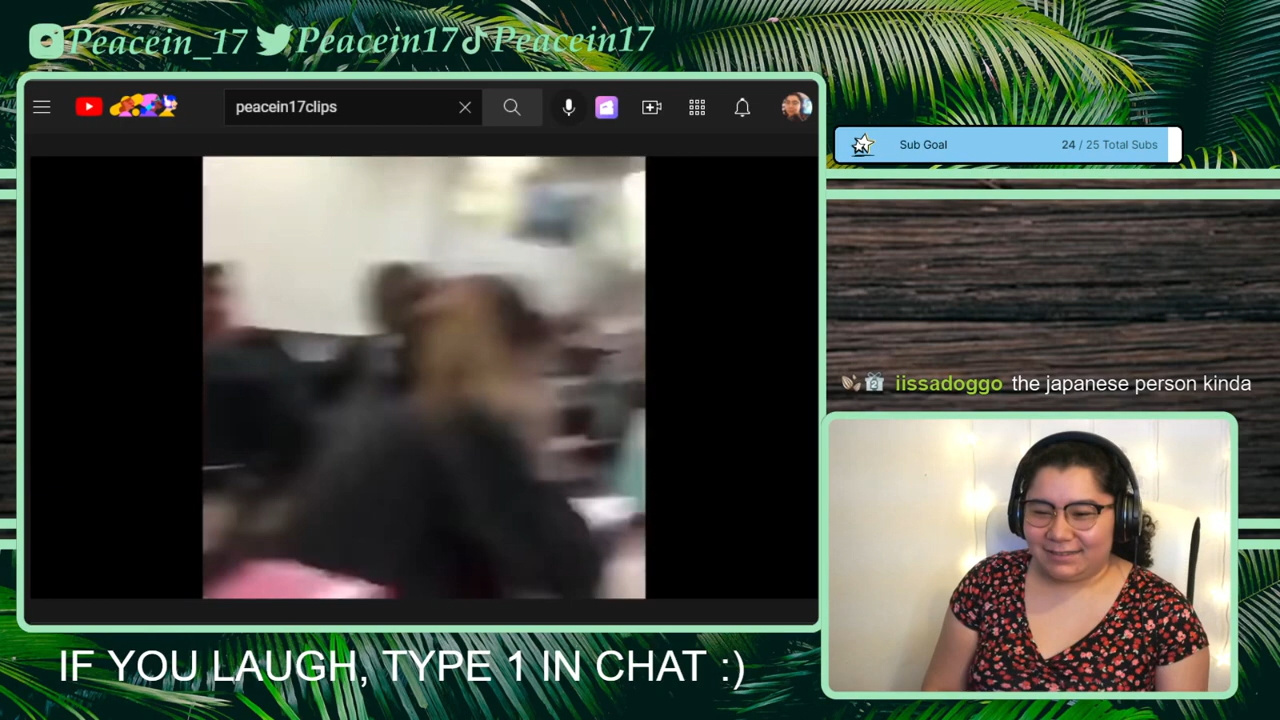 Peacein_17 Peacein17 Peacein17
peacein17clips
Sub Goal 24 / 25 Total Subs
2
iissadoggo the japanese person kinda
IF YOU LAUGH, TYPE 1 IN CHAT :)